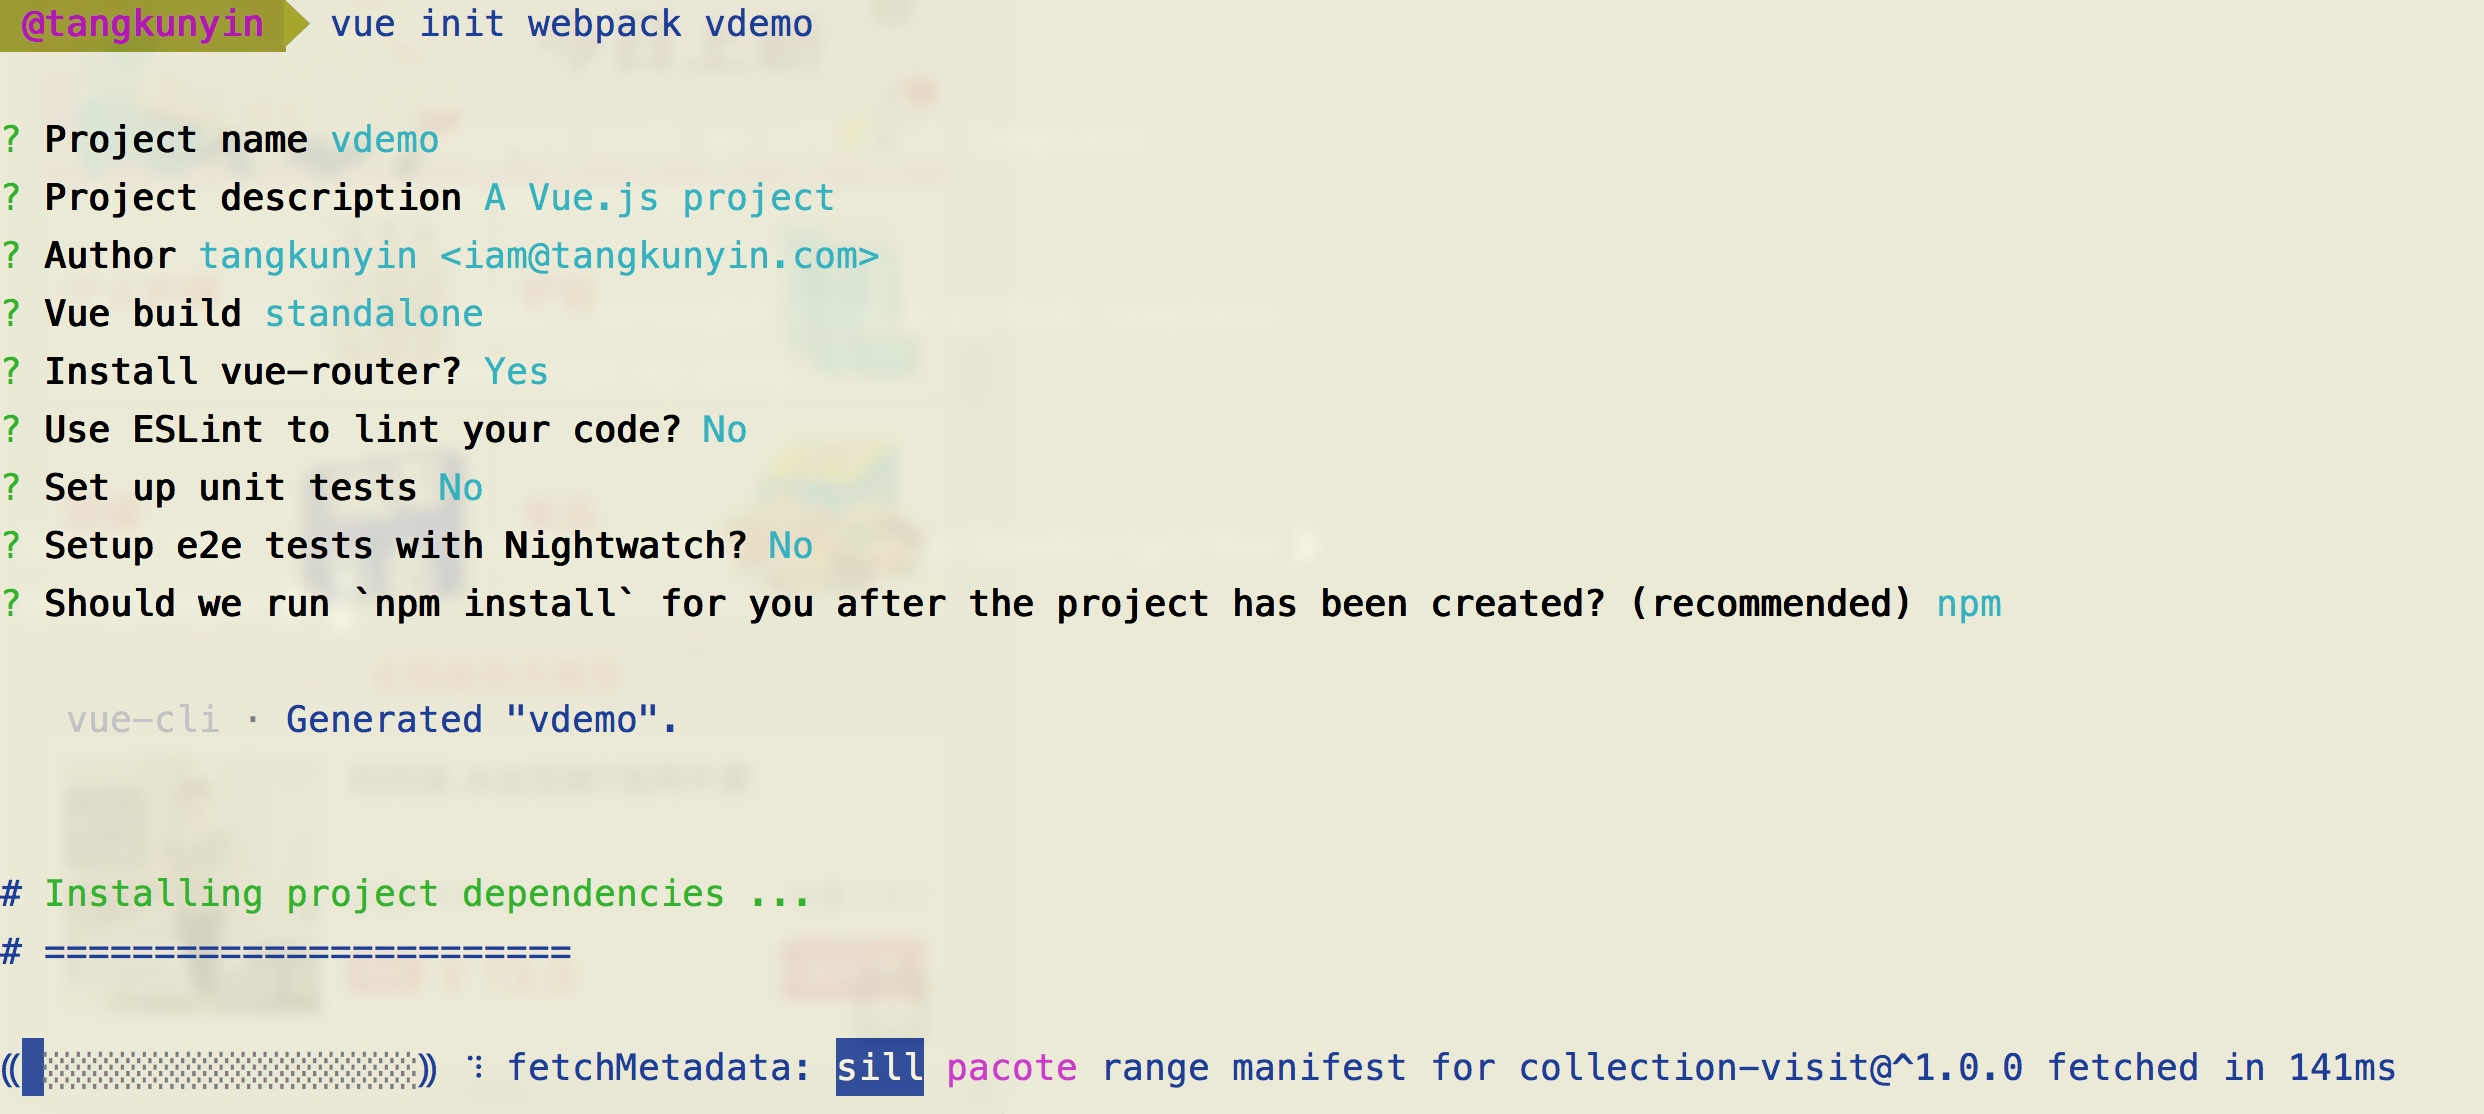 @tangkunyin vue init webpack vdemo
? Project name vdemo
? Project description A Vue.js project
? Author tangkunyin <iam@tangkunyin.com>
? Vue build standalone
? Install vue-router? Yes
? Use ESLint to lint your code? No
? Set up unit tests No
? Setup e2e tests with Nightwatch? No
? Should we run `npm install` for you after the project has been created? (recommended) npm
vue-cli · Generated "vdemo".
# Installing project dependencies ...
# ========================
((█░░░░░░░░░░░░░░░░░)) ⠹ fetchMetadata: sill pacote range manifest for collection-visit@^1.0.0 fetched in 141ms